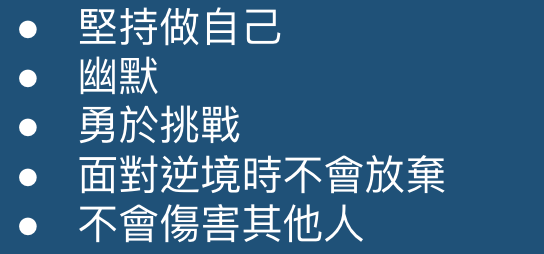 ● 堅持做自己
● 幽默
● 勇於挑戰
● 面對逆境時不會放棄
● 不會傷害其他人